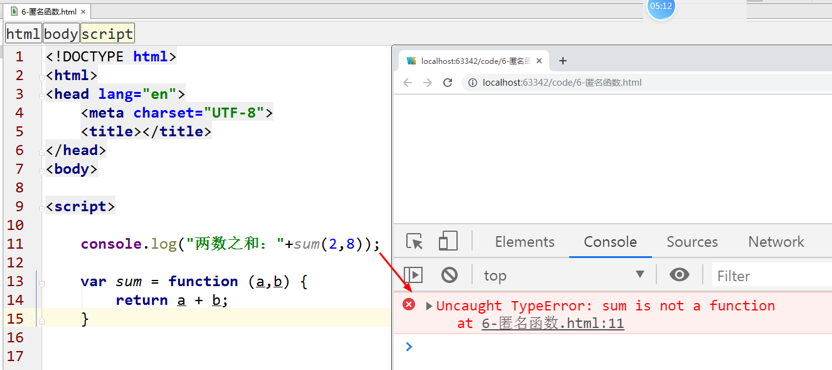 6-匿名函数.html
05:12
html body script
1 <!DOCTYPE html>
2 <html>
3 <head lang="en">
4 <meta charset="UTF-8">
5 <title></title>
6 </head>
7 <body>
8
9 <script>
10
11 console.log("两数之和："+sum(2,8));
12
13 var sum = function (a,b) {
14 return a + b;
15 }
16
17
localhost:63342/code/6-匿名函
localhost:63342/code/6-匿名函数.html
Elements Console Sources Network
top Filter
Uncaught TypeError: sum is not a function
at 6-匿名函数.html:11